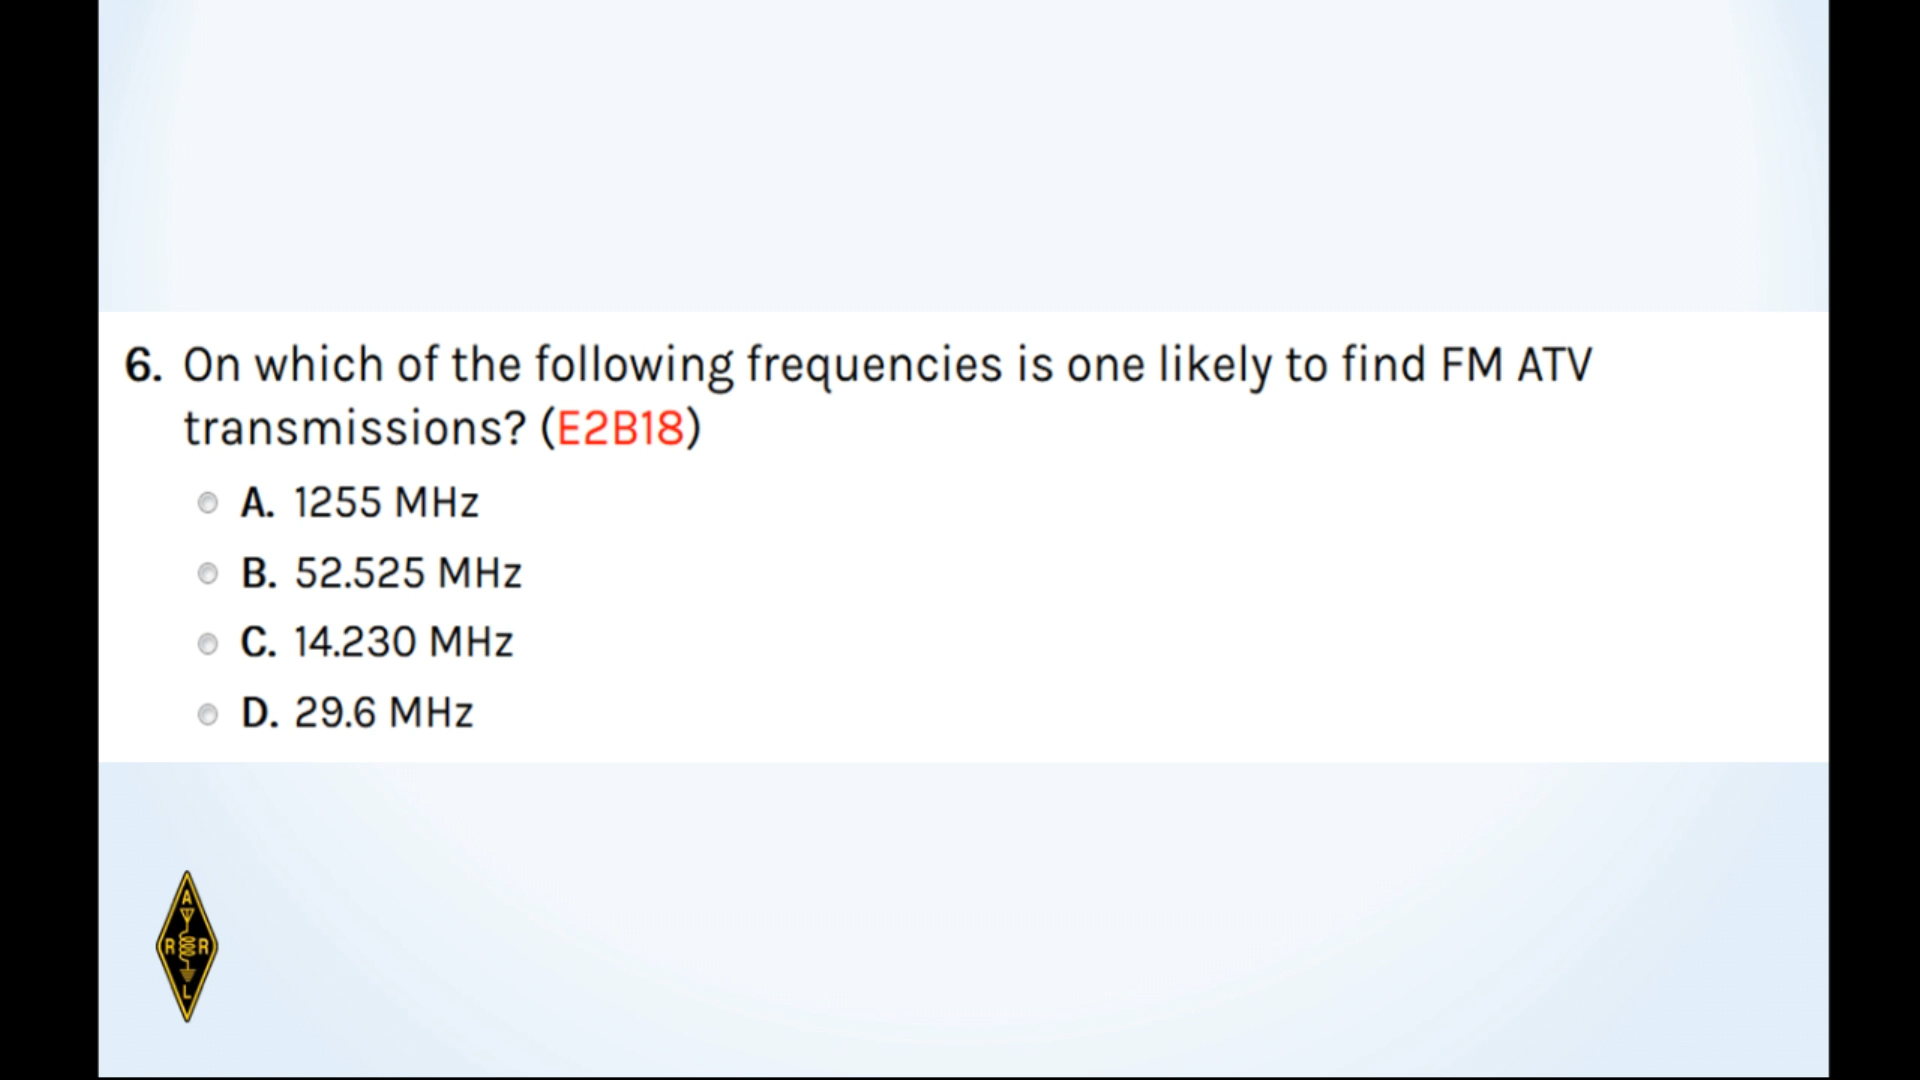 6. On which of the following frequencies is one likely to find FM ATV
transmissions? (E2B18)
A. 1255 MHz
B. 52.525 MHz
C. 14.230 MHz
D. 29.6 MHz
A
R R
L